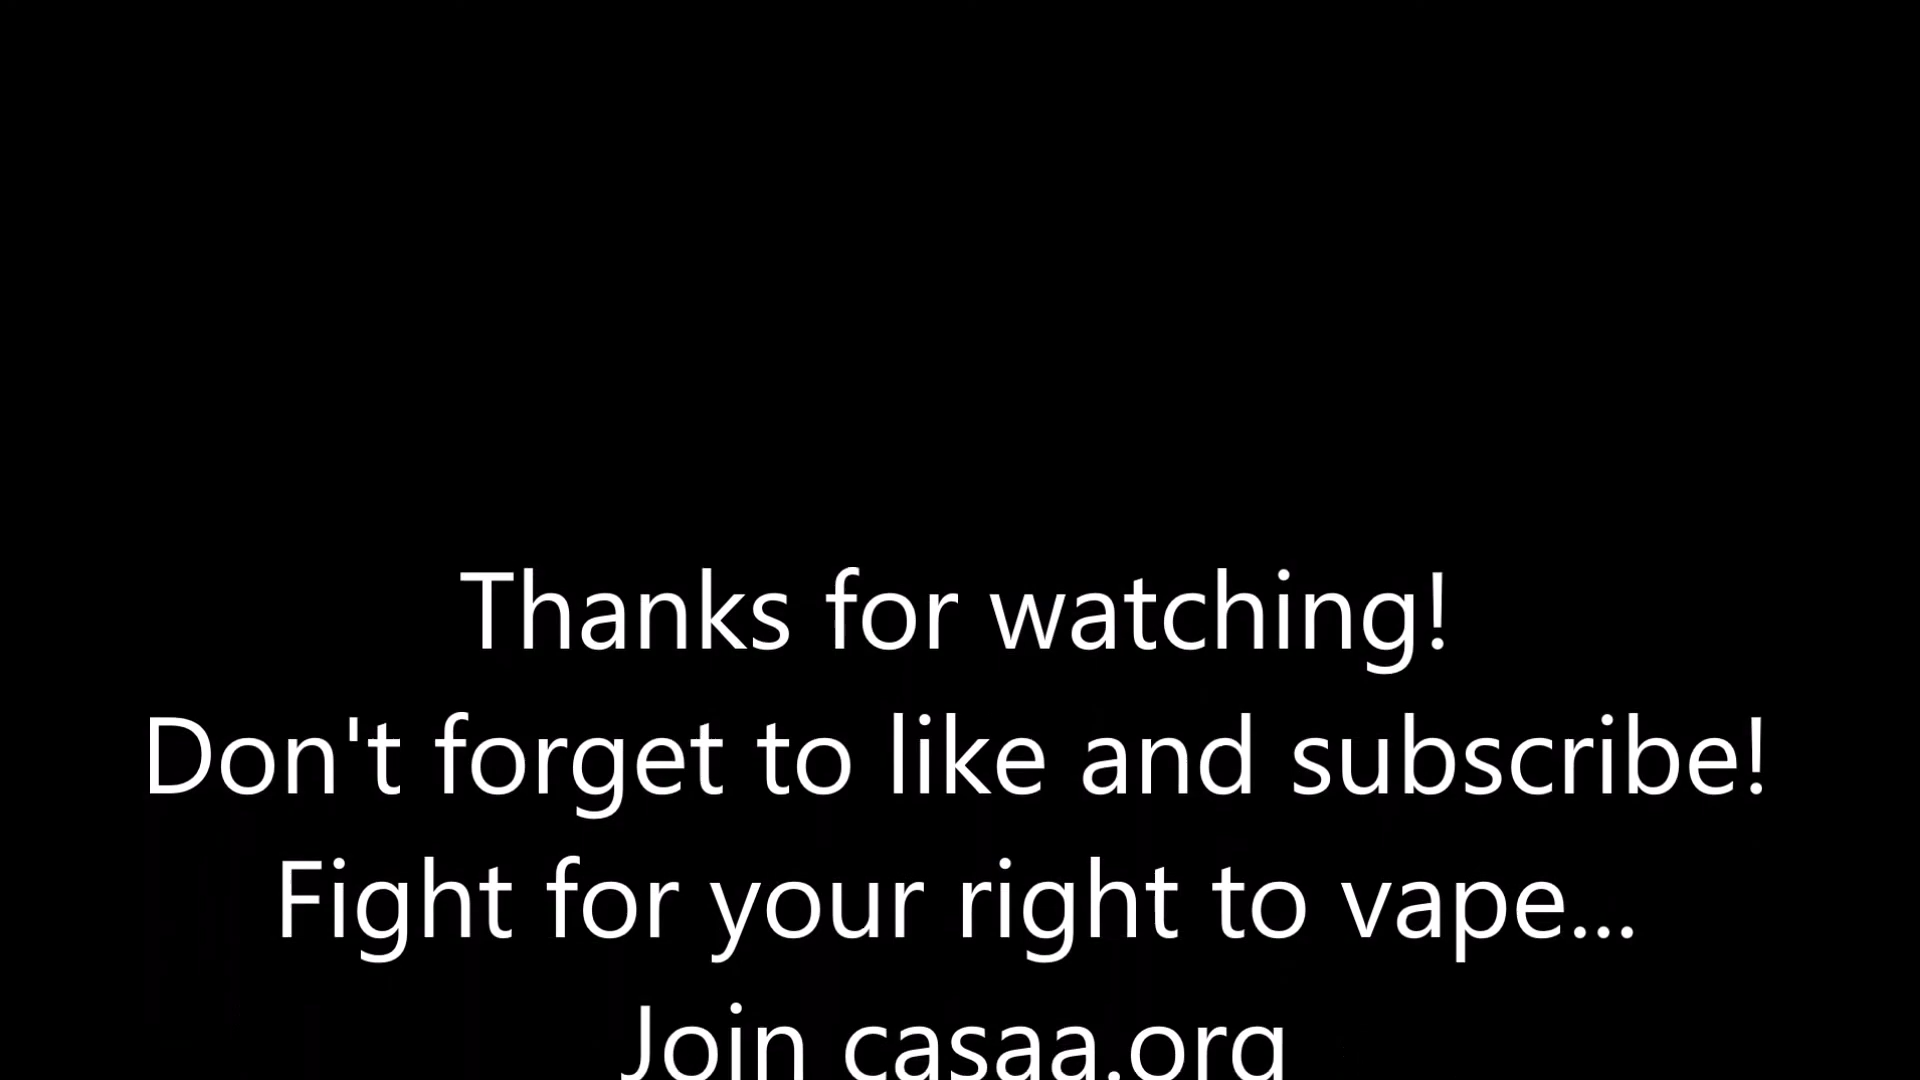 Thanks for watching!
Don't forget to like and subscribe!
Fight for your right to vape...
Join casaa.org